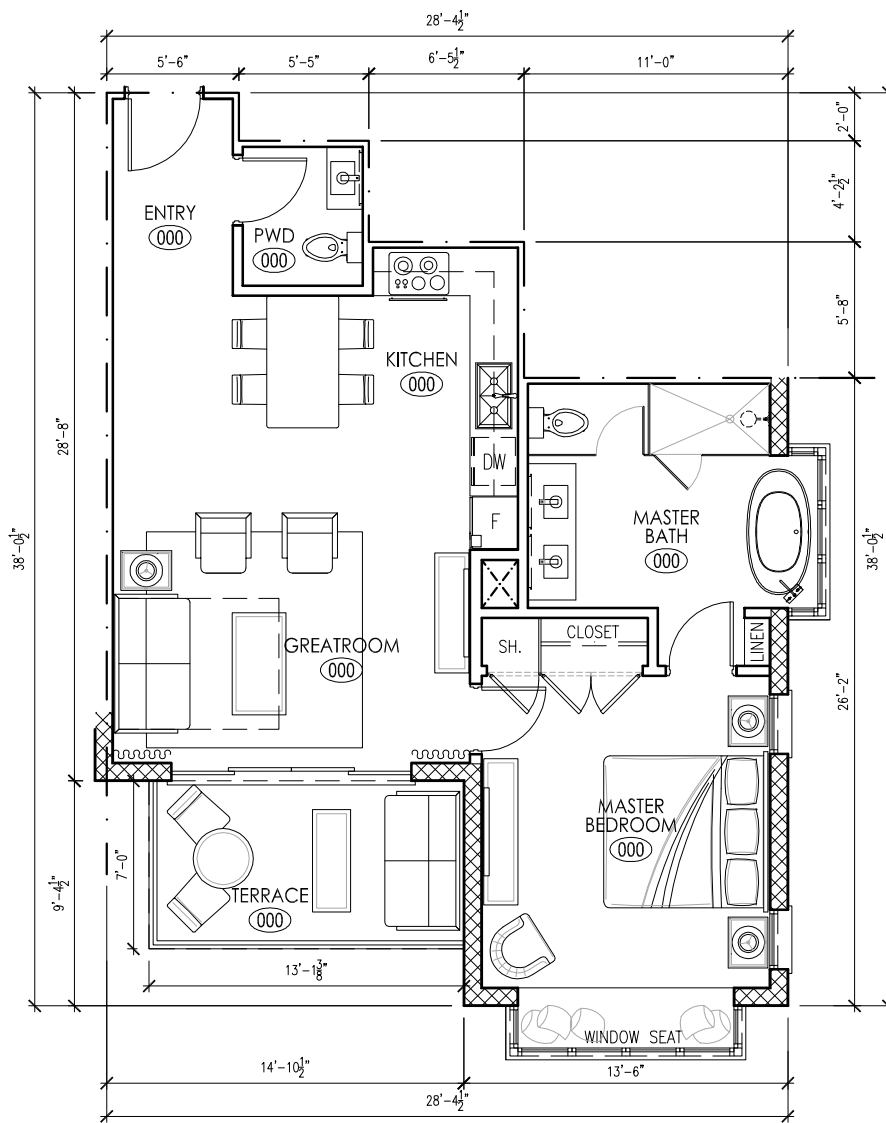 28'-4½"
5'-6"
5'-5"
6'-5½"
11'-0"
2'-0"
4'-2½"
5'-8"
ENTRY
000
PWD
000
KITCHEN
000
28'-8"
38'-0½"
DW
F
MASTER
BATH
000
38'-0½"
SH.
CLOSET
LINEN
GREATROOM
000
26'-2"
MASTER
BEDROOM
000
7'-0"
9'-4½"
TERRACE
000
13'-1⅜"
WINDOW SEAT
14'-10½"
13'-6"
28'-4½"